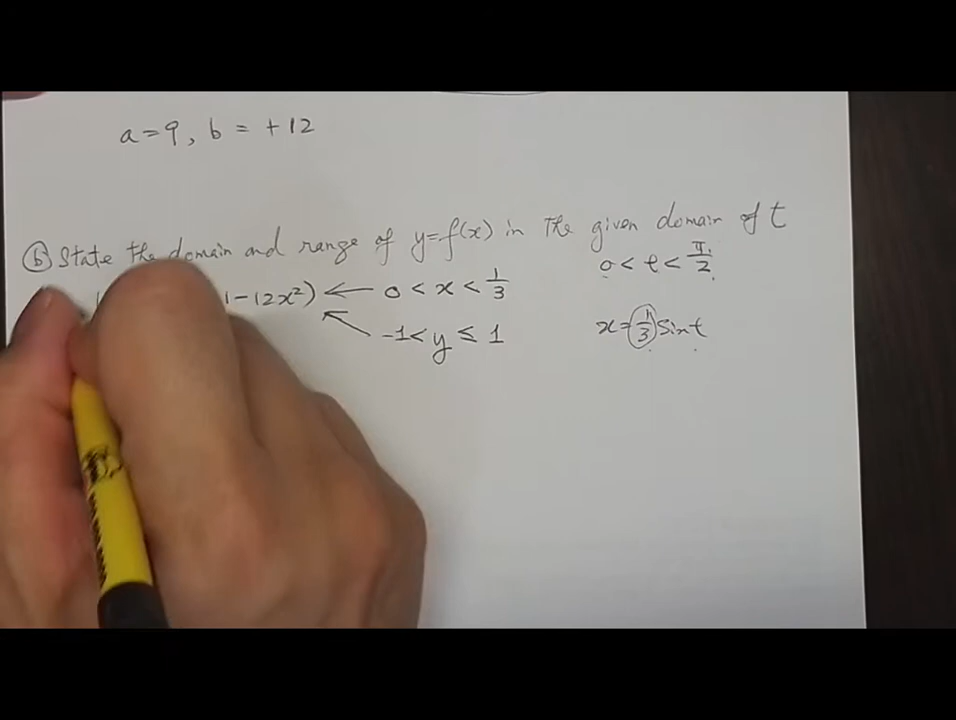 a = 9, b = + 12
ⓑ State the domain and range of y=f(x) in the given domain of t
0 < t < π/2
1-12x²) ← 0 < x < 1/3
-1 < y ≤ 1
x = 1/3 sin t